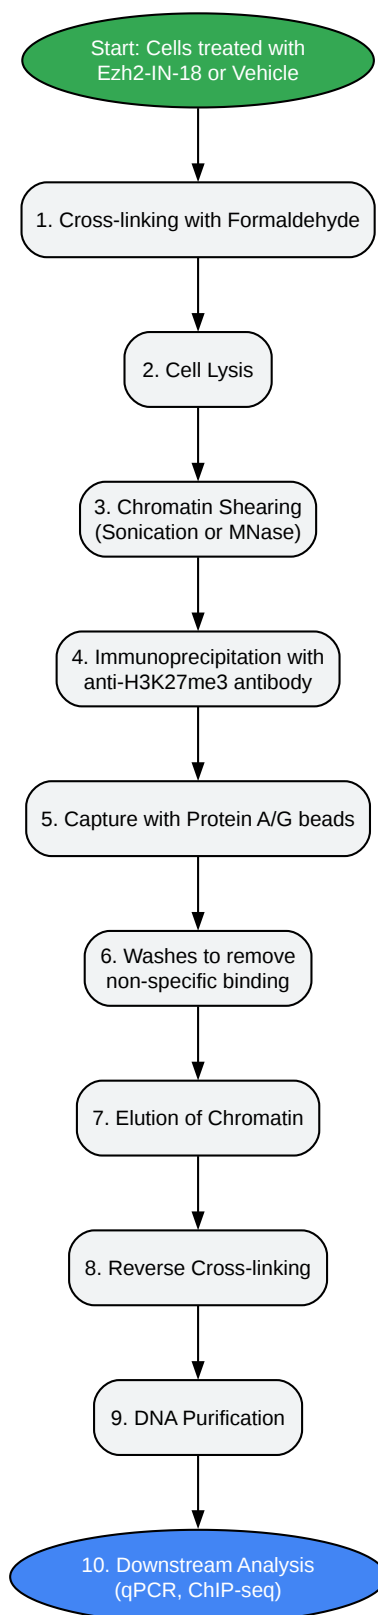 Start: Cells treated with
Ezh2-IN-18 or Vehicle
1. Cross-linking with Formaldehyde
2. Cell Lysis
3. Chromatin Shearing
(Sonication or MNase)
4. Immunoprecipitation with
anti-H3K27me3 antibody
5. Capture with Protein A/G beads
6. Washes to remove
non-specific binding
7. Elution of Chromatin
8. Reverse Cross-linking
9. DNA Purification
10. Downstream Analysis
(qPCR, ChIP-seq)